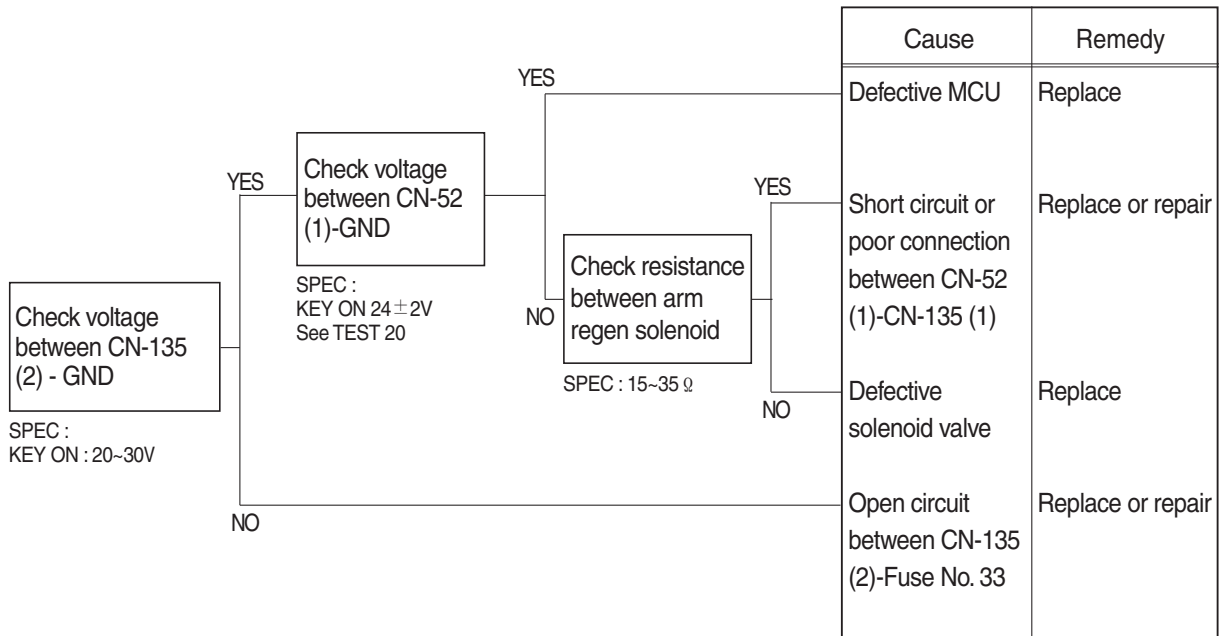 Cause
Remedy
YES
Defective MCU
Replace
Check voltage
between CN-52
(1)-GND
YES
YES
Short circuit or
poor connection
between CN-52
(1)-CN-135 (1)
Replace or repair
Check resistance
between arm
regen solenoid
SPEC :
KEY ON 24±2V
See TEST 20
NO
Check voltage
between CN-135
(2) - GND
SPEC : 15~35 Ω
NO
Defective
solenoid valve
Replace
SPEC :
KEY ON : 20~30V
NO
Open circuit
between CN-135
(2)-Fuse No. 33
Replace or repair